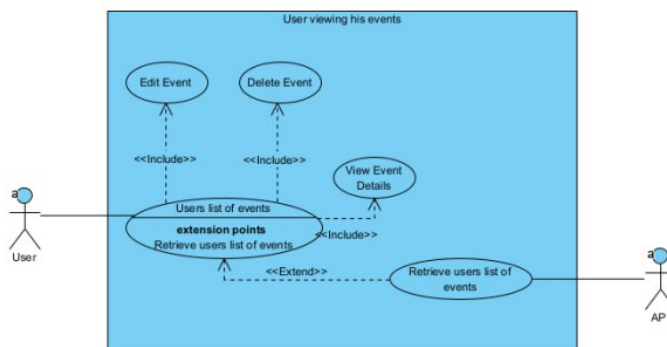 User viewing his events
Edit Event
Delete Event
<<Include>>
<<Include>>
View Event
Details
a
User
Users list of events
extension points
Retrieve users list of events
<<Include>>
<<Extend>>
Retrieve users list of
events
a
AP